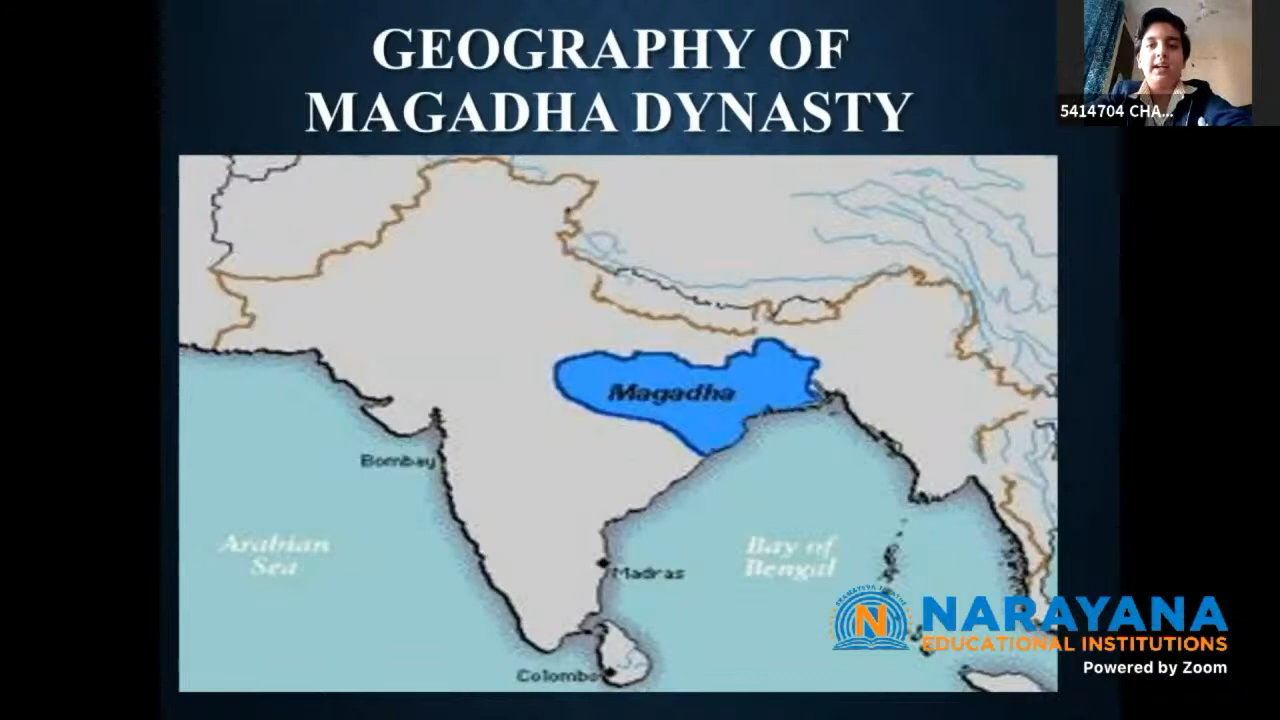 GEOGRAPHY OF
MAGADHA DYNASTY
5414704 CHA...
Magadha
Bombay
Arabian
Sea
Bay of
Bengal
Madras
Colombo
N
NARAYANA
EDUCATIONAL INSTITUTIONS
Powered by Zoom